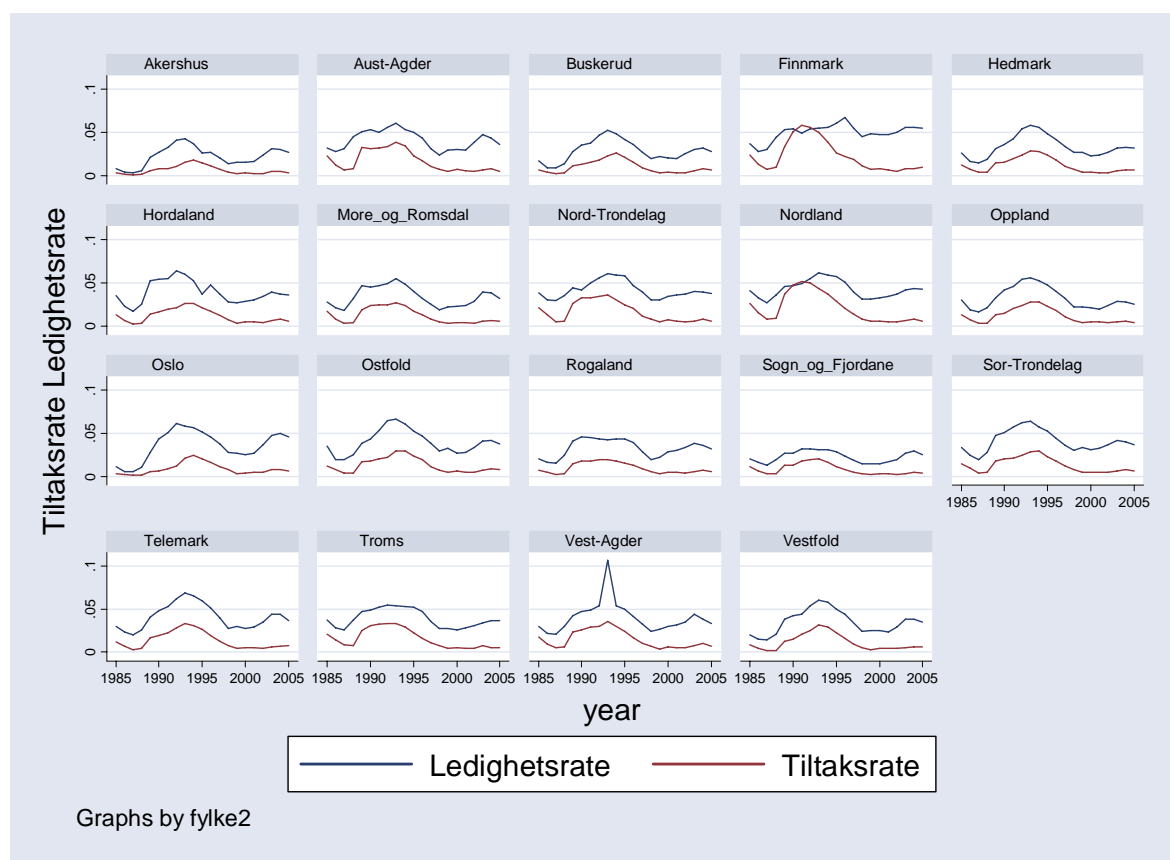 Akershus Aust-Agder Buskerud Finnmark Hedmark
0 .05 .1
Hordaland More_og_Romsdal Nord-Trondelag Nordland Oppland
0 .05 .1
Oslo Ostfold Rogaland Sogn_og_Fjordane Sor-Trondelag
0 .05 .1
1985 1990 1995 2000 2005
Telemark Troms Vest-Agder Vestfold
0 .05 .1
1985 1990 1995 2000 2005 1985 1990 1995 2000 2005 1985 1990 1995 2000 2005 1985 1990 1995 2000 2005
Tiltaksrate Ledighetsrate
year
Ledighetsrate Tiltaksrate
Graphs by fylke2